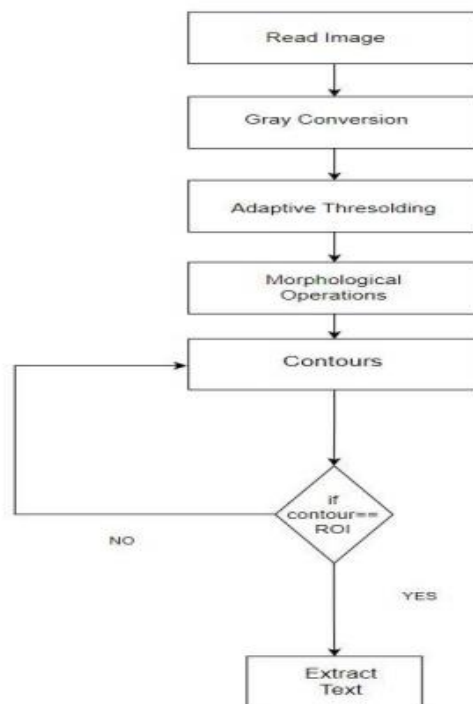 Read Image
Gray Conversion
Adaptive Thresolding
Morphological
Operations
Contours
if
contour==
ROI
NO
YES
Extract
Text